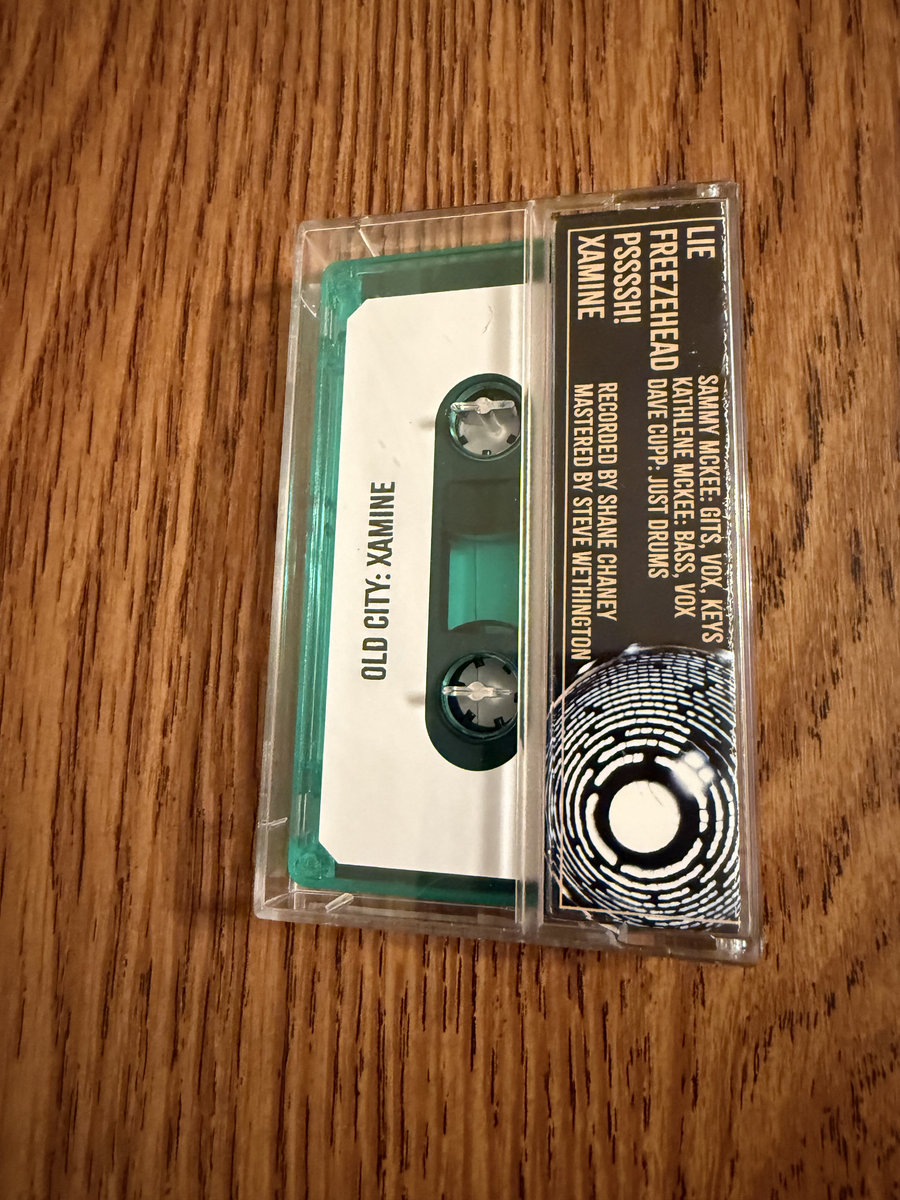 OLD CITY: XAMINE
LIE
FREEZEHEAD
PSSSSH!
XAMINE
SAMMY MCKEE: GITS, VOX, KEYS
KATHLENE MCKEE: BASS, VOX
DAVE CUPP: JUST DRUMS
RECORDED BY SHANE CHANEY
MASTERED BY STEVE WETHINGTON